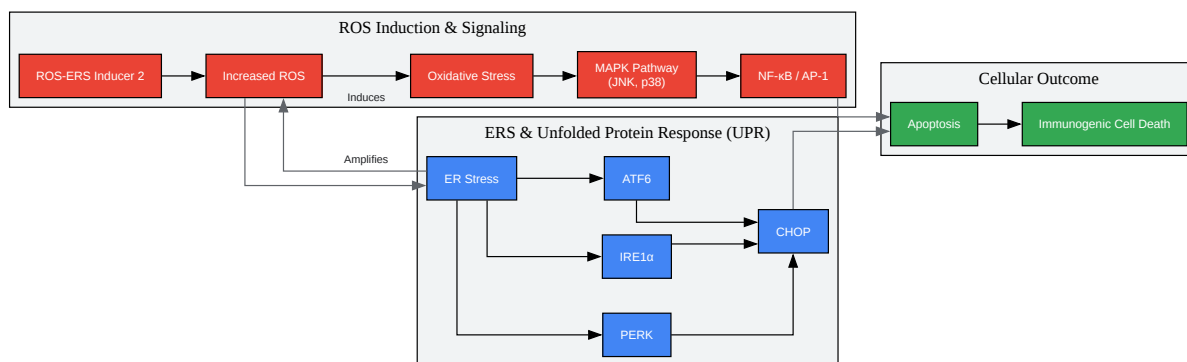 ROS Induction & Signaling
ROS-ERS Inducer 2
Increased ROS
Oxidative Stress
MAPK Pathway
(JNK, p38)
NF-κB / AP-1
Induces
Cellular Outcome
Apoptosis
Immunogenic Cell Death
ERS & Unfolded Protein Response (UPR)
Amplifies
ER Stress
ATF6
CHOP
IRE1α
PERK